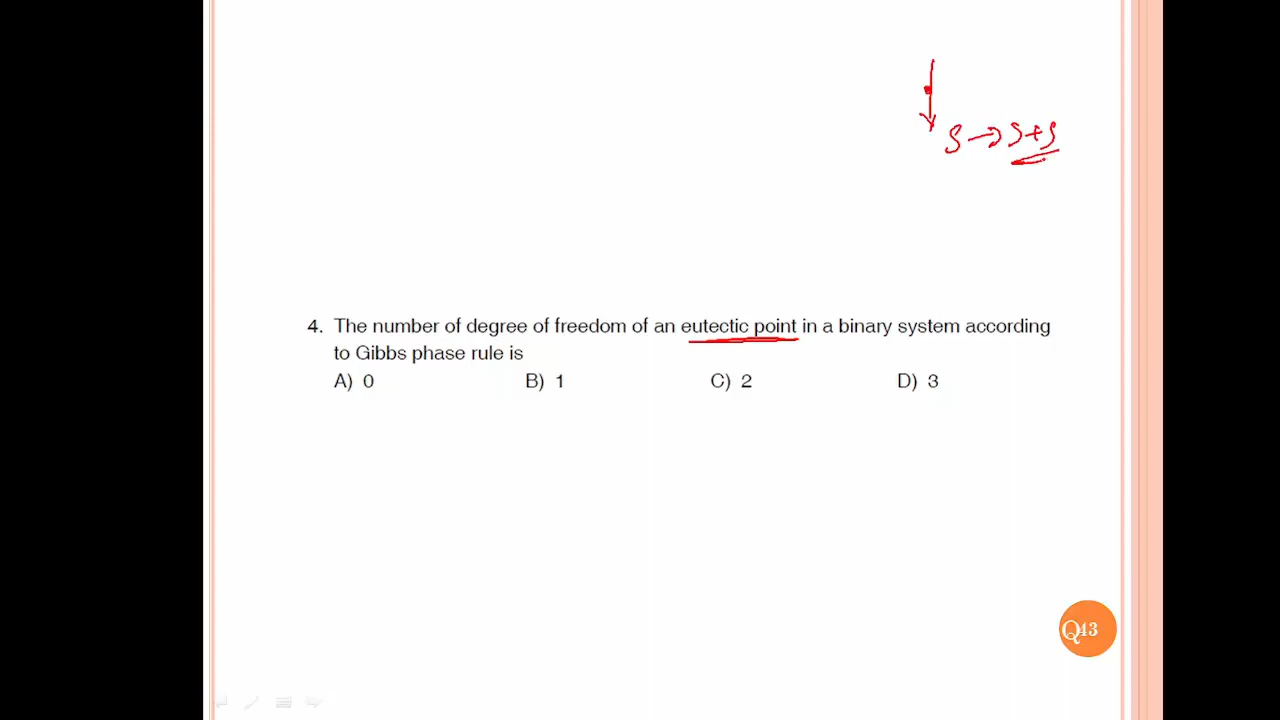 S → S + S
4. The number of degree of freedom of an eutectic point in a binary system according
to Gibbs phase rule is
A) 0 B) 1 C) 2 D) 3
Q43